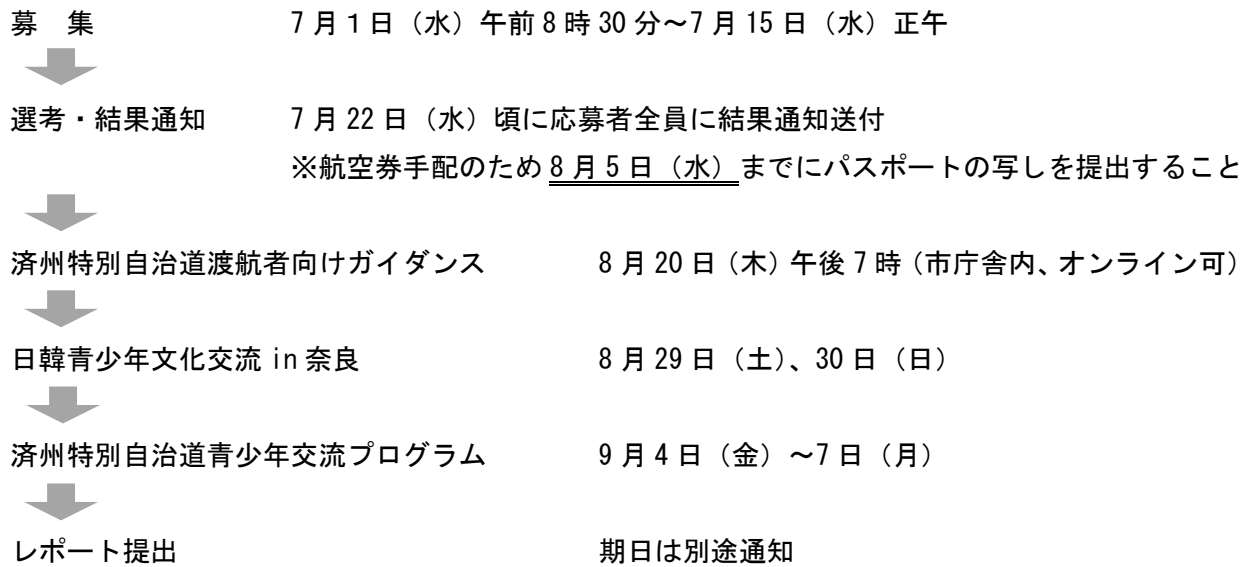 募　集　7月１日（水）午前8時30分～7月15日（水）正午
選考・結果通知　7月22日（水）頃に応募者全員に結果通知送付
※航空券手配のため8月5日（水）までにパスポートの写しを提出すること
済州特別自治道渡航者向けガイダンス　8月20日（木）午後7時（市庁舎内、オンライン可）
日韓青少年文化交流 in 奈良　8月29日（土）、30日（日）
済州特別自治道青少年交流プログラム　9月4日（金）～7日（月）
レポート提出　期日は別途通知